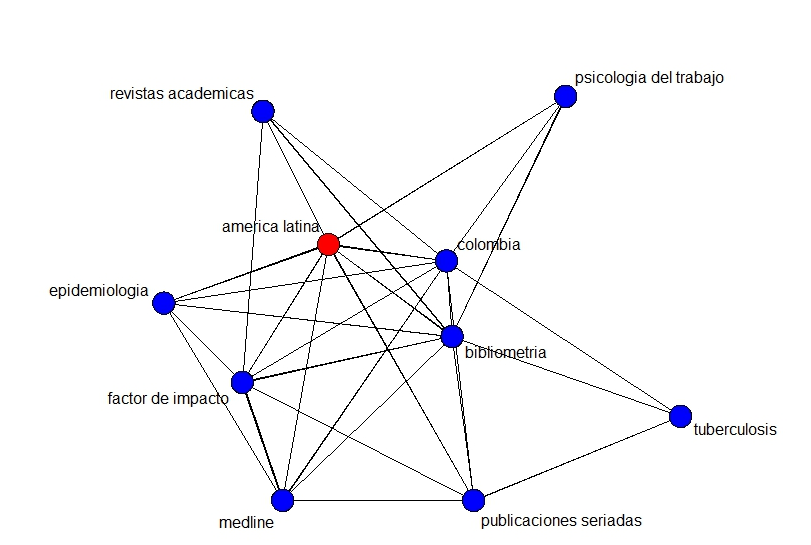 psicologia del trabajo
revistas academicas
america latina
colombia
epidemiologia
bibliometria
factor de impacto
tuberculosis
medline
publicaciones seriadas